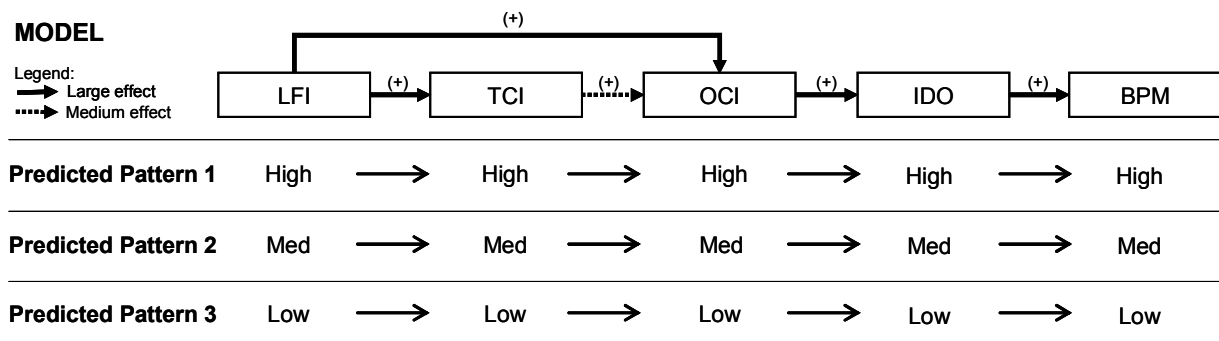 (+)
MODEL
Legend:
Large effect
Medium effect
LFI (+) TCI (+) OCI (+) IDO (+) BPM
Predicted Pattern 1 High High High High High
Predicted Pattern 2 Med Med Med Med Med
Predicted Pattern 3 Low Low Low Low Low